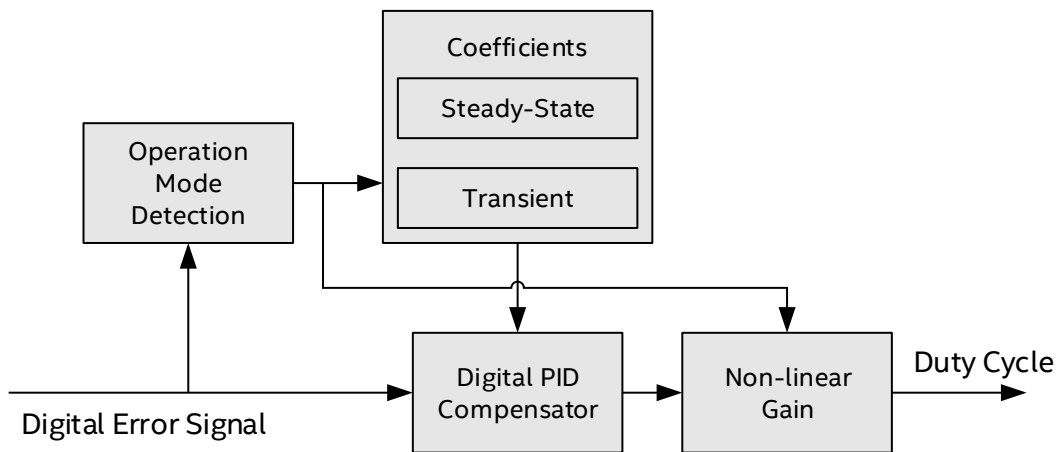 Coefficients
Steady-State
Transient
Operation
Mode
Detection
Digital Error Signal
Digital PID
Compensator
Non-linear
Gain
Duty Cycle